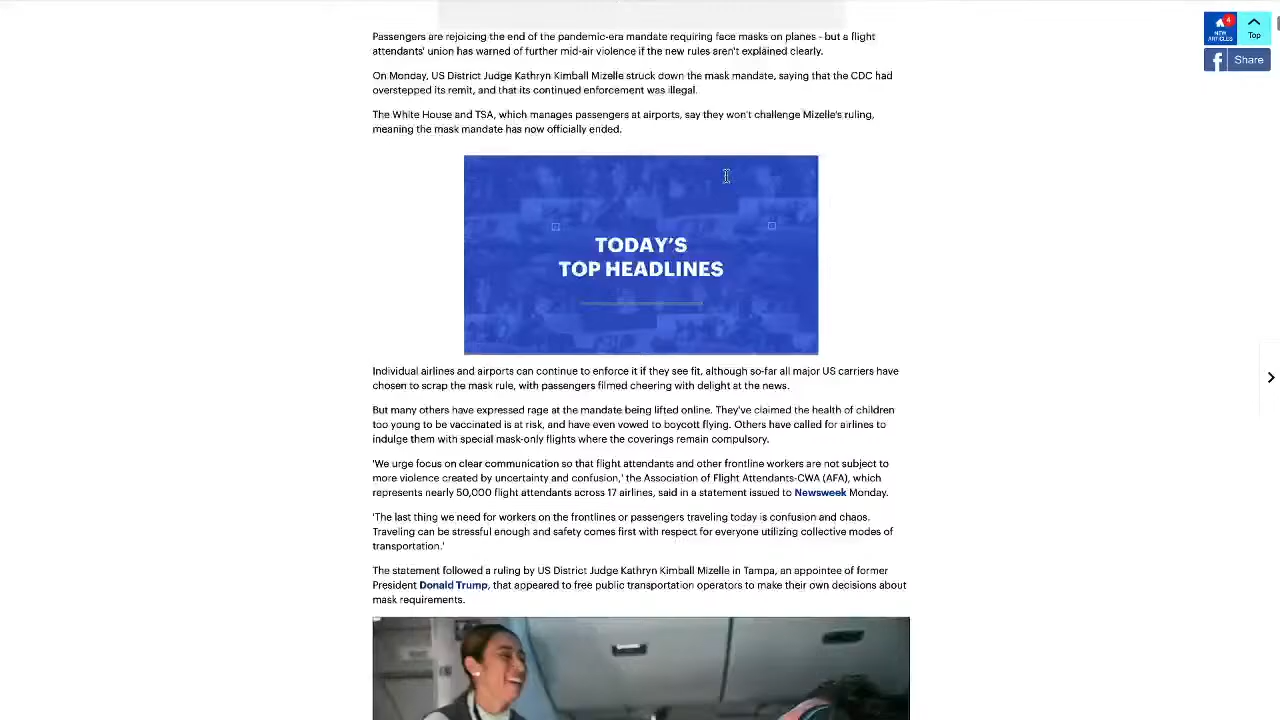 Passengers are rejoicing the end of the pandemic-era mandate requiring face masks on planes - but a flight
attendants' union has warned of further mid-air violence if the new rules aren't explained clearly.
On Monday, US District Judge Kathryn Kimball Mizelle struck down the mask mandate, saying that the CDC had
overstepped its remit, and that its continued enforcement was illegal.
The White House and TSA, which manages passengers at airports, say they won't challenge Mizelle's ruling,
meaning the mask mandate has now officially ended.
TODAY'S
TOP HEADLINES
Individual airlines and airports can continue to enforce it if they see fit, although so-far all major US carriers have
chosen to scrap the mask rule, with passengers filmed cheering with delight at the news.
But many others have expressed rage at the mandate being lifted online. They've claimed the health of children
too young to be vaccinated is at risk, and have even vowed to boycott flying. Others have called for airlines to
indulge them with special mask-only flights where the coverings remain compulsory.
'We urge focus on clear communication so that flight attendants and other frontline workers are not subject to
more violence created by uncertainty and confusion,' the Association of Flight Attendants-CWA (AFA), which
represents nearly 50,000 flight attendants across 17 airlines, said in a statement issued to Newsweek Monday.
'The last thing we need for workers on the frontlines or passengers traveling today is confusion and chaos.
Traveling can be stressful enough and safety comes first with respect for everyone utilizing collective modes of
transportation.'
The statement followed a ruling by US District Judge Kathryn Kimball Mizelle in Tampa, an appointee of former
President Donald Trump, that appeared to free public transportation operators to make their own decisions about
mask requirements.
4
NEW
ARTICLES
Top
Share